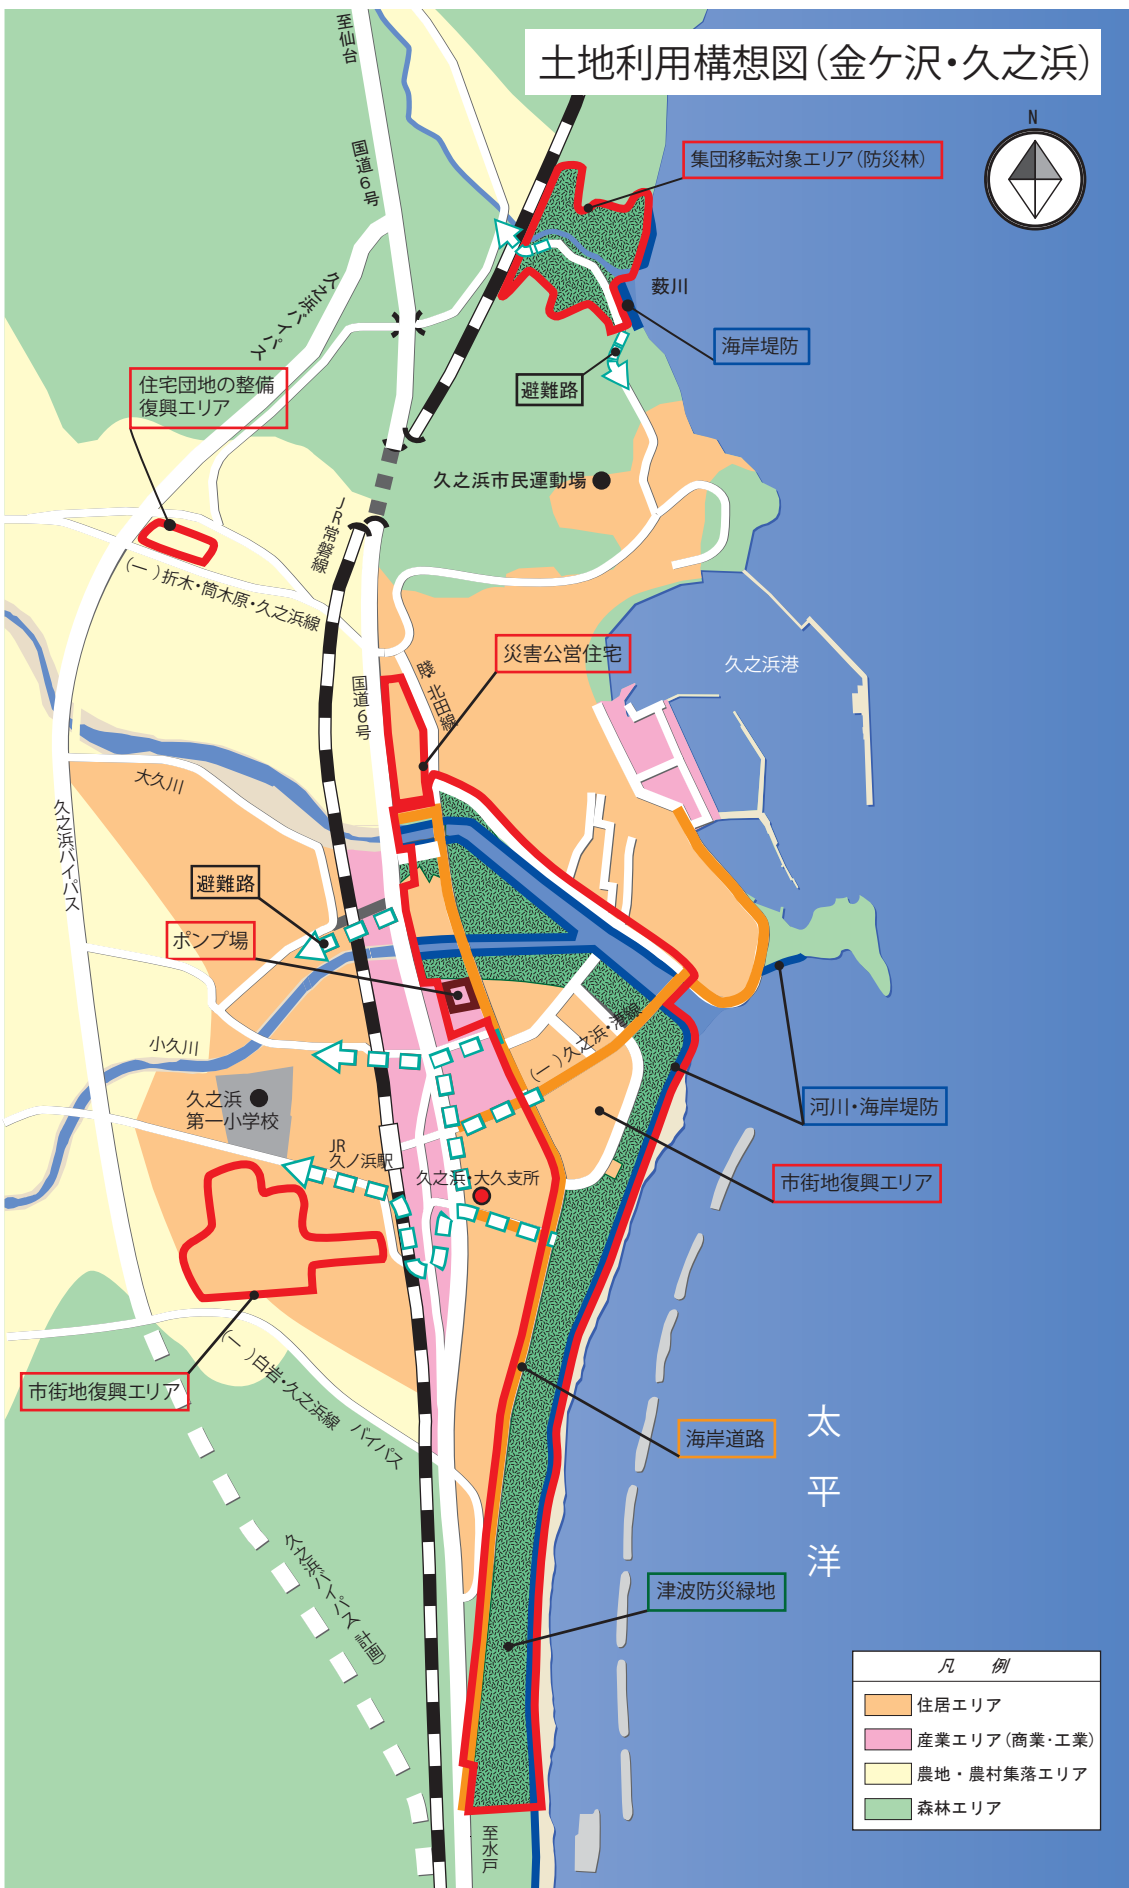 土地利用構想図(金ケ沢・久之浜)
至仙台
N
国道6号
集団移転対象エリア(防災林)
久之浜バイパス
薮川
海岸堤防
避難路
住宅団地の整備
復興エリア
久之浜市民運動場
JR常磐線
(一)折木・筒木原・久之浜線
災害公営住宅
久之浜港
賤・北田線
国道6号
大久川
久之浜バイパス
避難路
ポンプ場
小久川
(一)久之浜・港線
久之浜
第一小学校
河川・海岸堤防
JR
久ノ浜駅
久之浜・大久支所
市街地復興エリア
市街地復興エリア
(一)白岩・久之浜線
バイパス
海岸道路
太平洋
久之浜バイパス(計画)
津波防災緑地
至水戸
凡 例
住居エリア
産業エリア(商業・工業)
農地・農村集落エリア
森林エリア